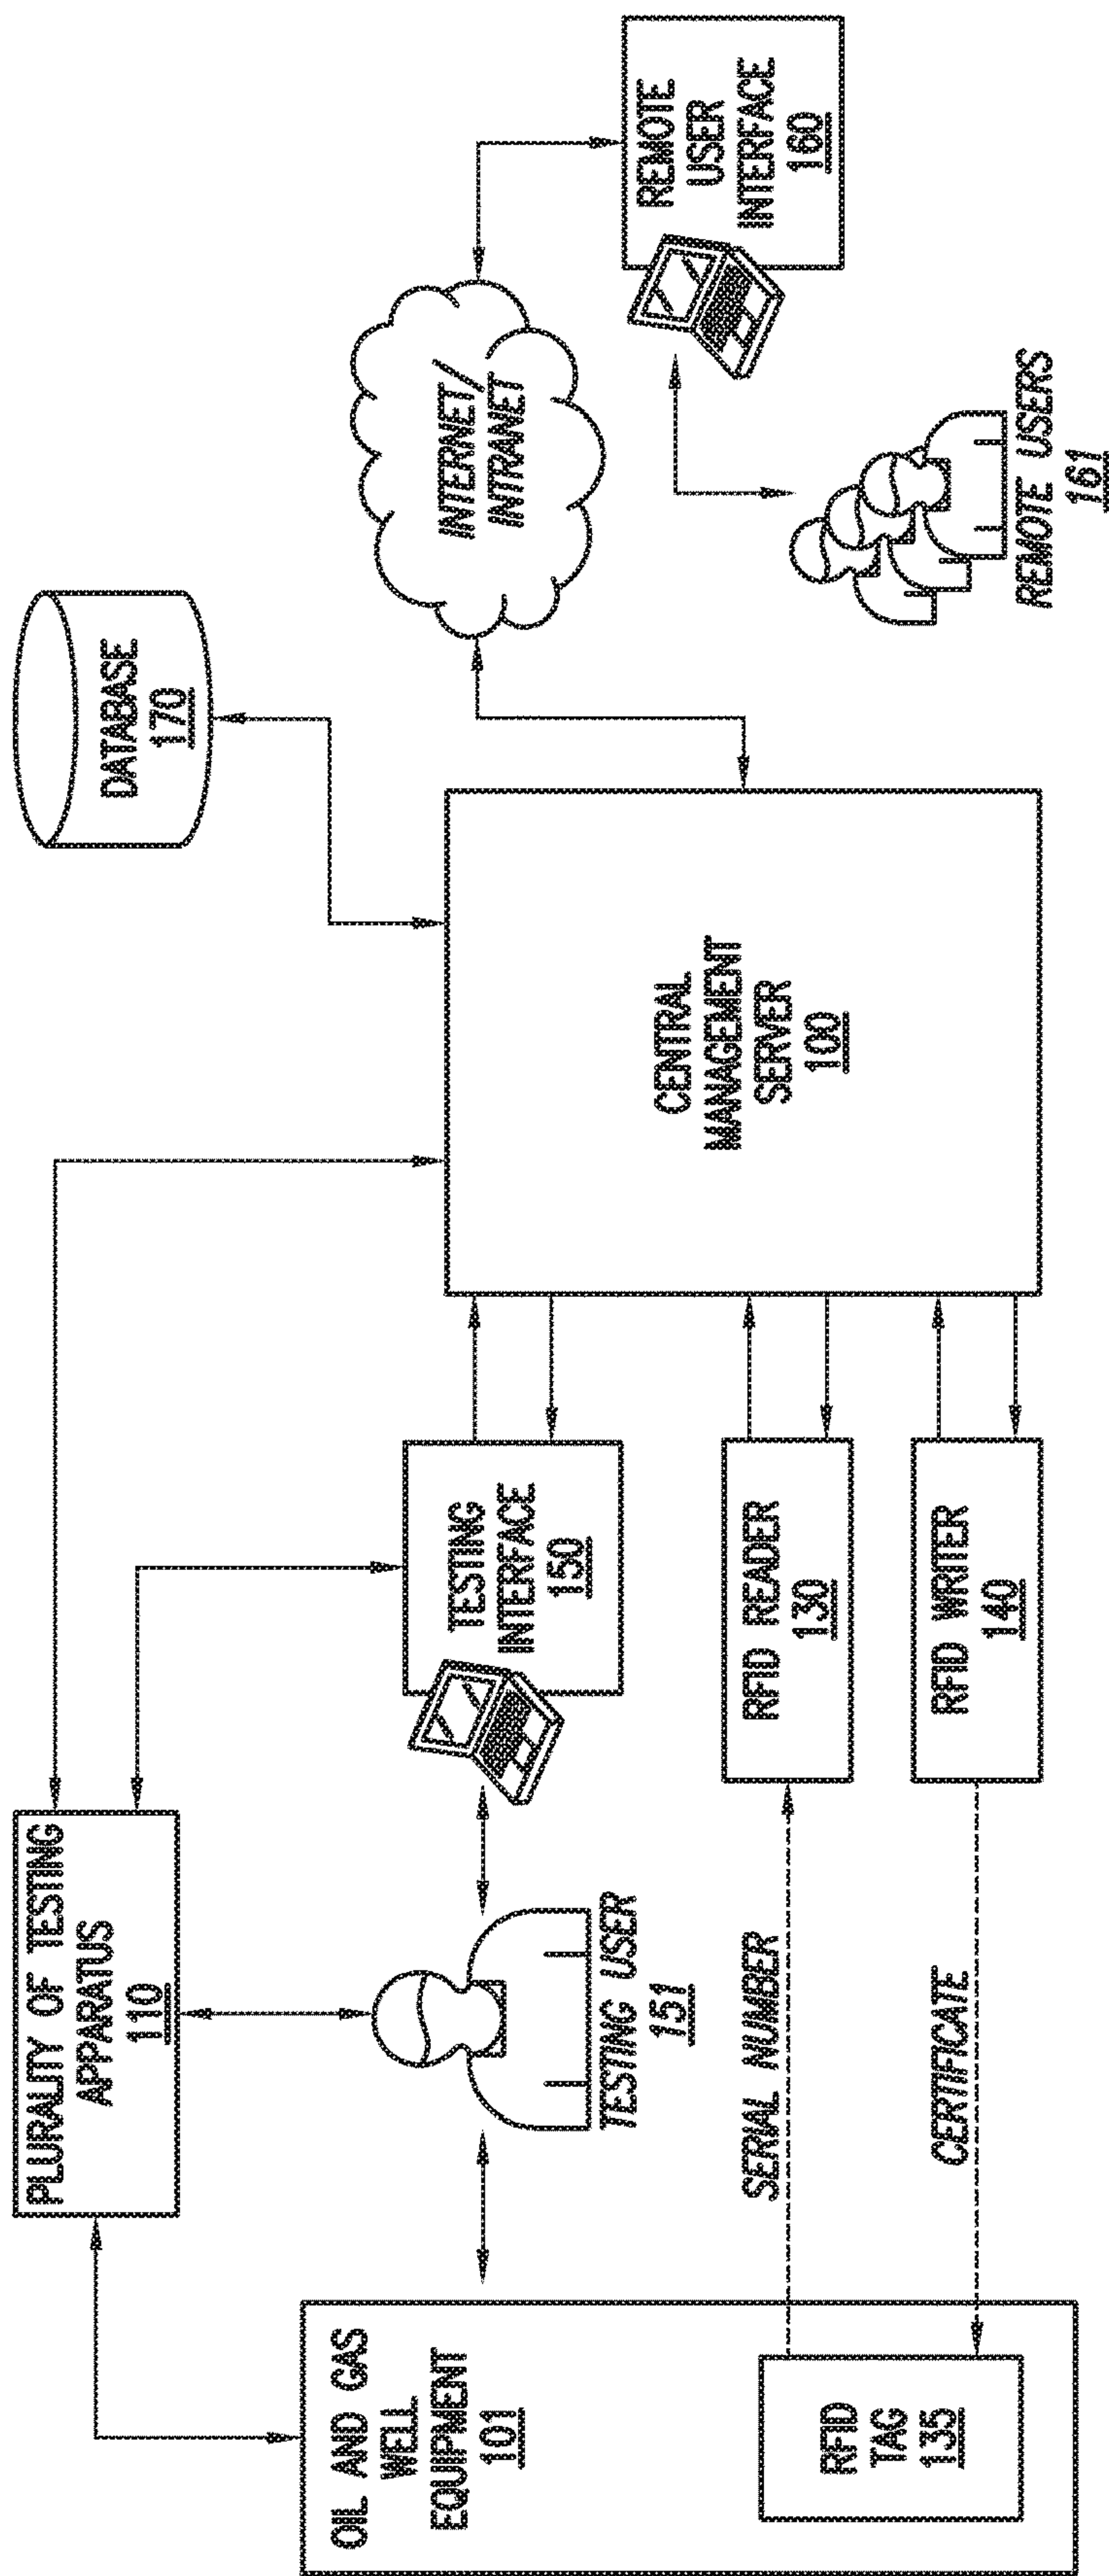 PLURALITY OF TESTING
APPARATUS
110
DATABASE
170
OIL AND GAS
WELL
EQUIPMENT
101
RFID
TAG
135
TESTING USER
151
TESTING
INTERFACE
150
SERIAL NUMBER
CERTIFICATE
RFID READER
130
RFID WRITER
140
CENTRAL
MANAGEMENT
SERVER
100
INTERNET/
INTRANET
REMOTE
USER
INTERFACE
160
REMOTE USERS
161